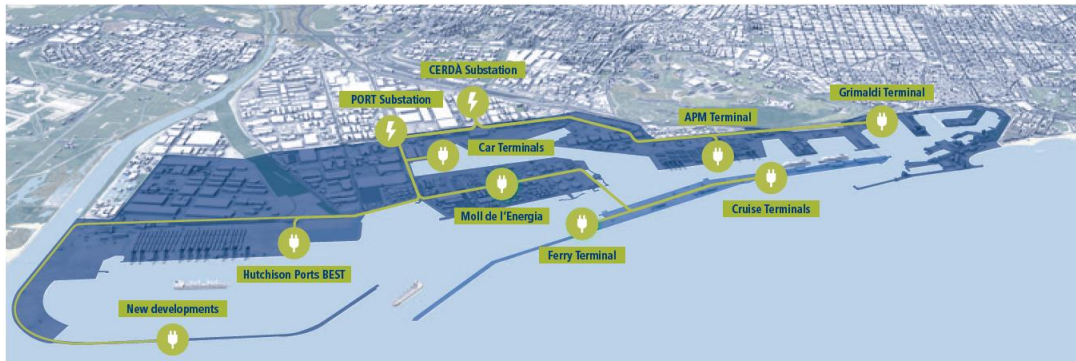 CERDÀ Substation
PORT Substation
Grimaldi Terminal
APM Terminal
Car Terminals
Moll de l'Energia
Cruise Terminals
Ferry Terminal
Hutchison Ports BEST
New developments